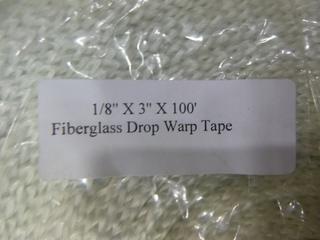 1/8" X 3" X 100'
Fiberglass Drop Warp Tape